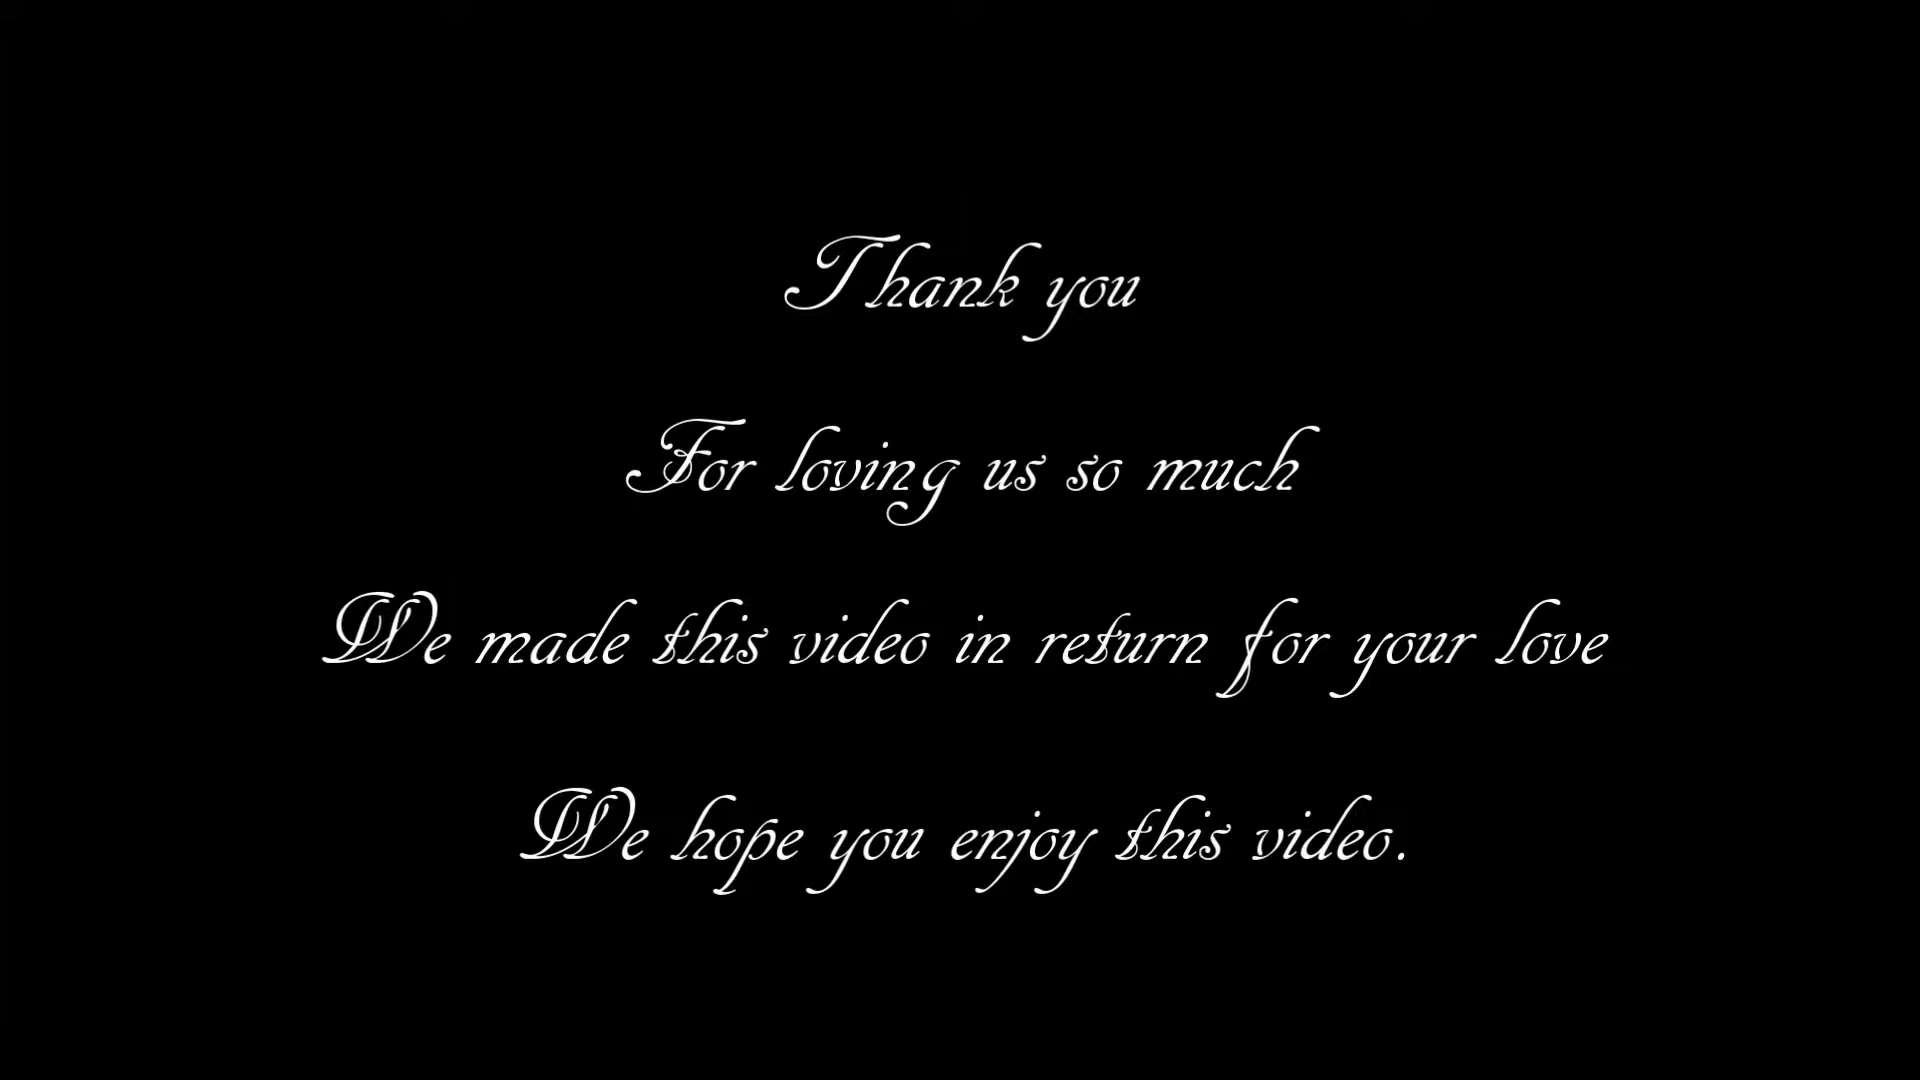 Thank you
For loving us so much
We made this video in return for your love
We hope you enjoy this video.